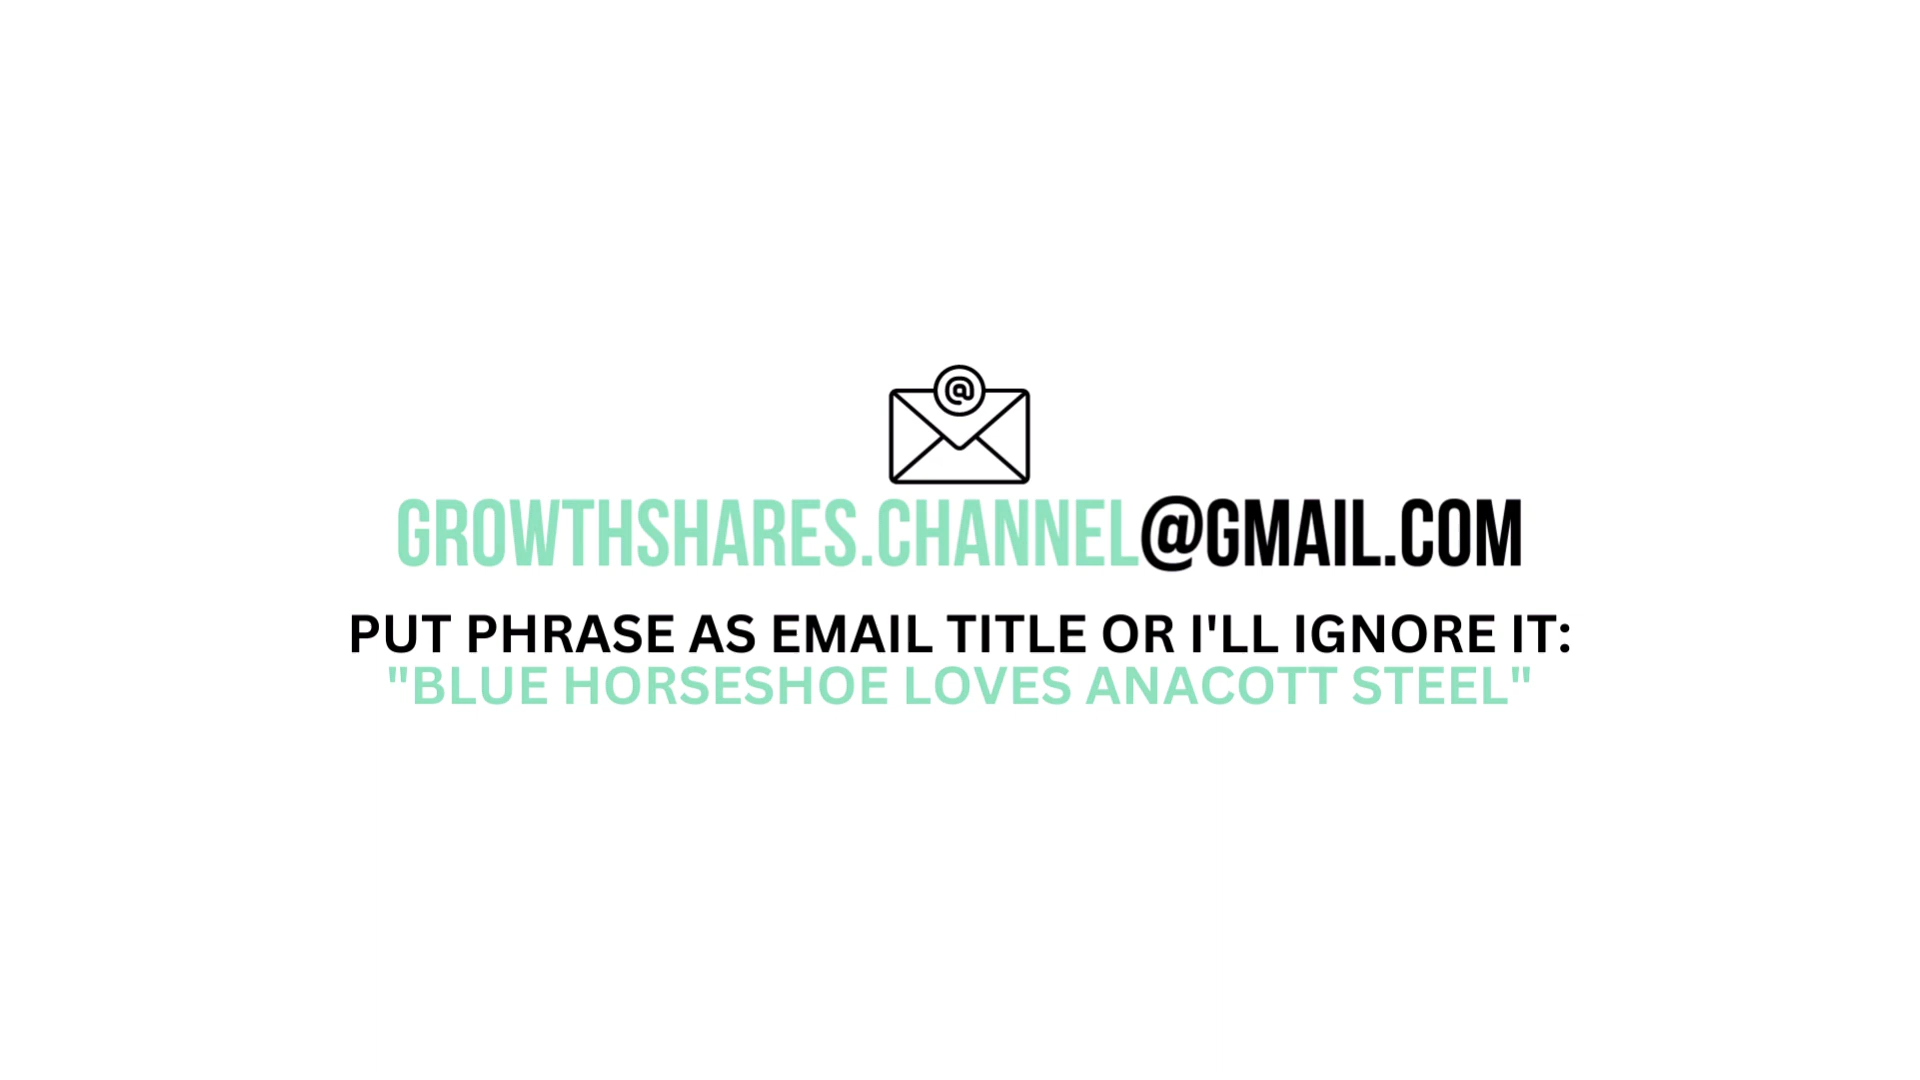 @
GROWTHSHARES.CHANNEL@GMAIL.COM
PUT PHRASE AS EMAIL TITLE OR I'LL IGNORE IT:
"BLUE HORSESHOE LOVES ANACOTT STEEL"